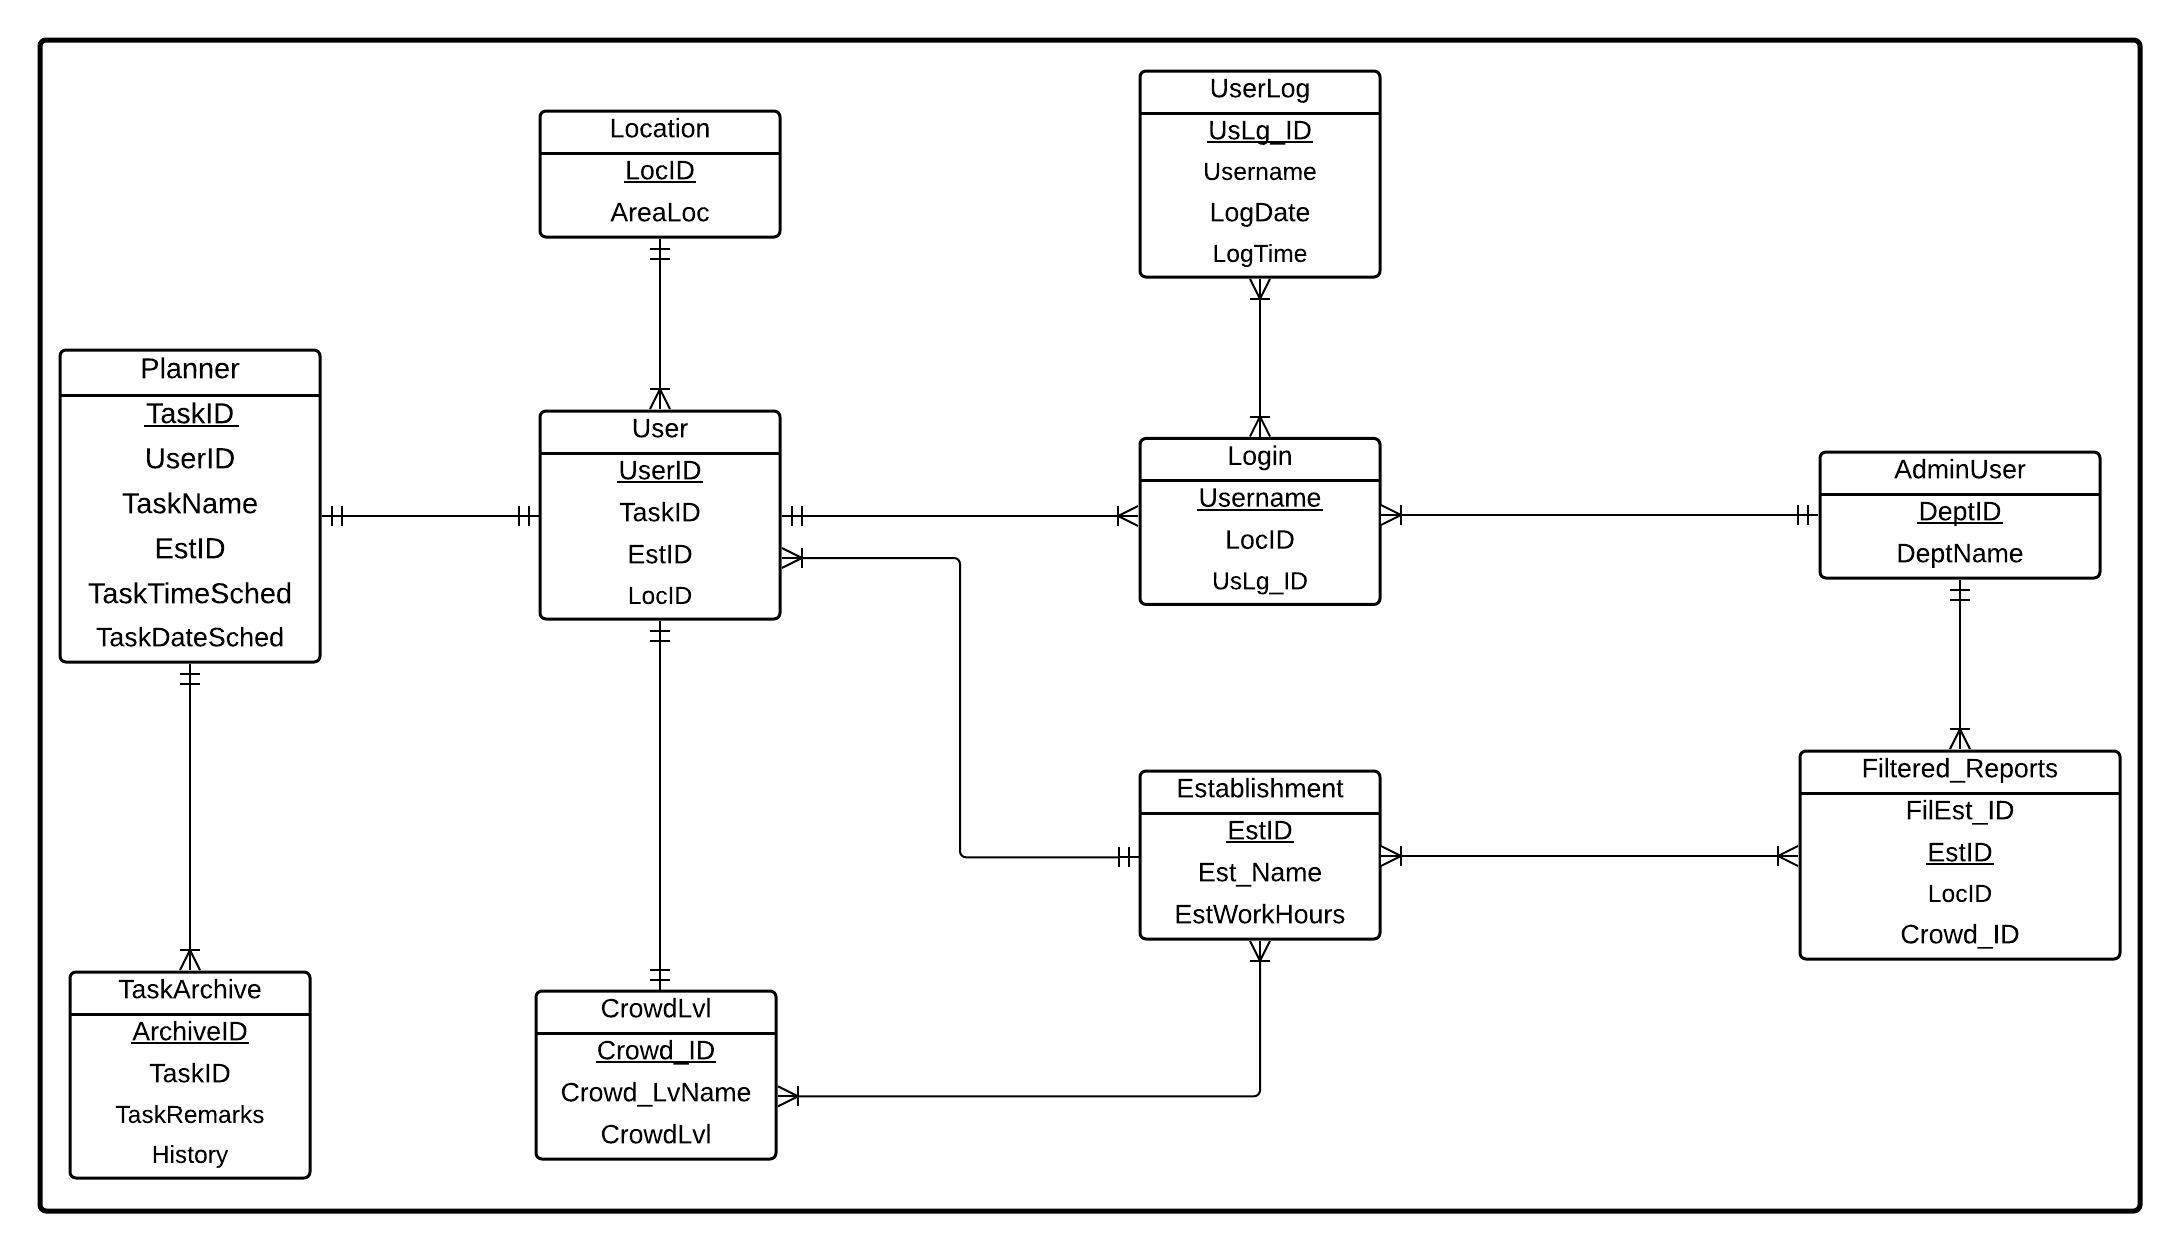 UserLog
UsLg_ID
Username
LogDate
LogTime
Location
LocID
AreaLoc
Planner
TaskID
UserID
TaskName
EstID
TaskTimeSched
TaskDateSched
User
UserID
TaskID
EstID
LocID
Login
Username
LocID
UsLg_ID
AdminUser
DeptID
DeptName
Establishment
EstID
Est_Name
EstWorkHours
Filtered_Reports
FilEst_ID
EstID
LocID
Crowd_ID
TaskArchive
ArchiveID
TaskID
TaskRemarks
History
CrowdLvl
Crowd_ID
Crowd_LvName
CrowdLvl